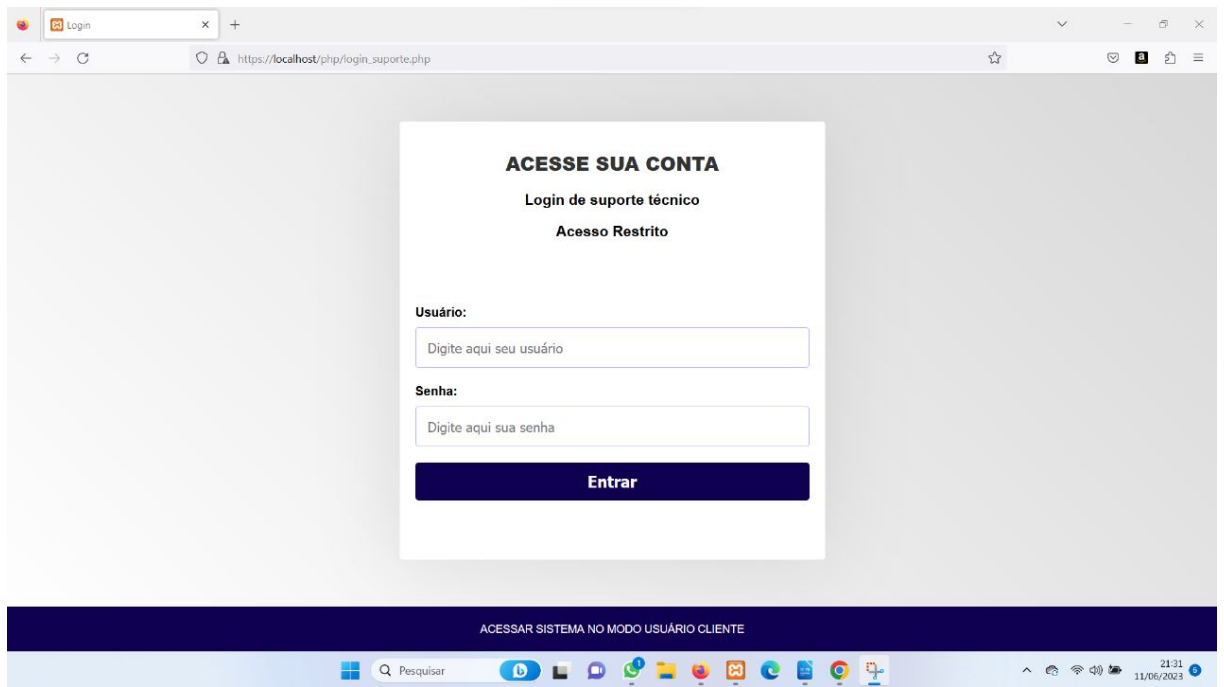 Login
https://localhost/php/login_suporte.php
ACESSE SUA CONTA
Login de suporte técnico
Acesso Restrito
Usuário:
Digite aqui seu usuário
Senha:
Digite aqui sua senha
Entrar
ACESSAR SISTEMA NO MODO USUÁRIO CLIENTE
Pesquisar
21:31
11/06/2023